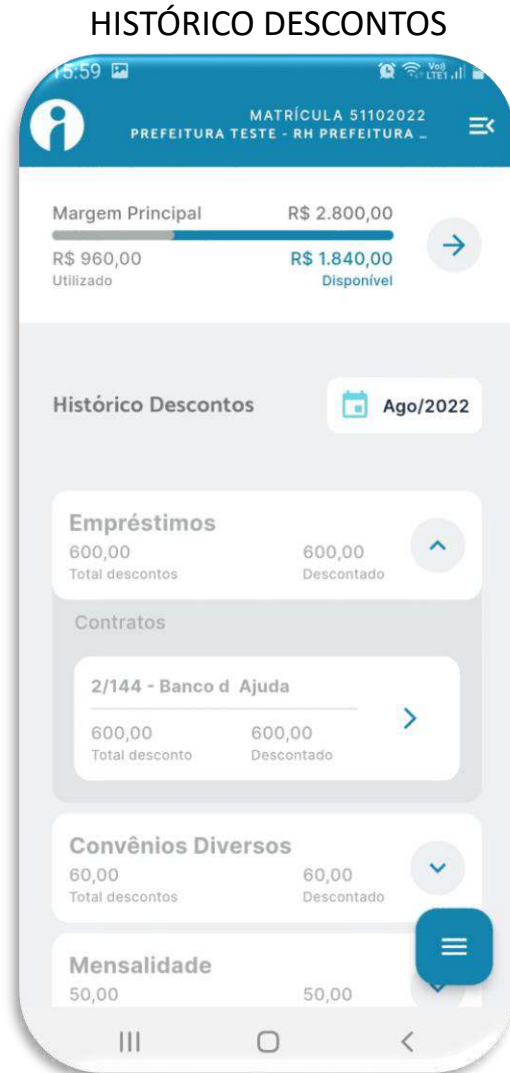 HISTÓRICO DESCONTOS
15:59
Vo9 LTE1
MATRÍCULA 51102022
PREFEITURA TESTE - RH PREFEITURA _
Margem Principal R$ 2.800,00
R$ 960,00 R$ 1.840,00
Utilizado Disponível
Histórico Descontos Ago/2022
Empréstimos
600,00 600,00
Total descontos Descontado
Contratos
2/144 - Banco d Ajuda
600,00 600,00
Total desconto Descontado
Convênios Diversos
60,00 60,00
Total descontos Descontado
Mensalidade
50,00 50,00